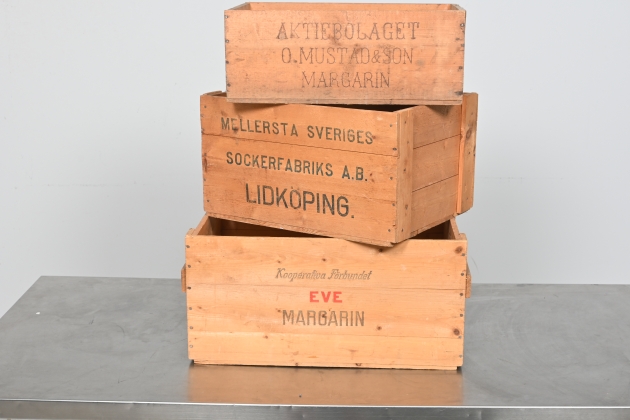 AKTIEBOLAGET
O. MUSTAD & SON
MARGARIN
MELLERSTA SVERIGES
SOCKERFABRIKS A.B.
LIDKÖPING.
Kooperativa Förbundet
EVE
MARGARIN